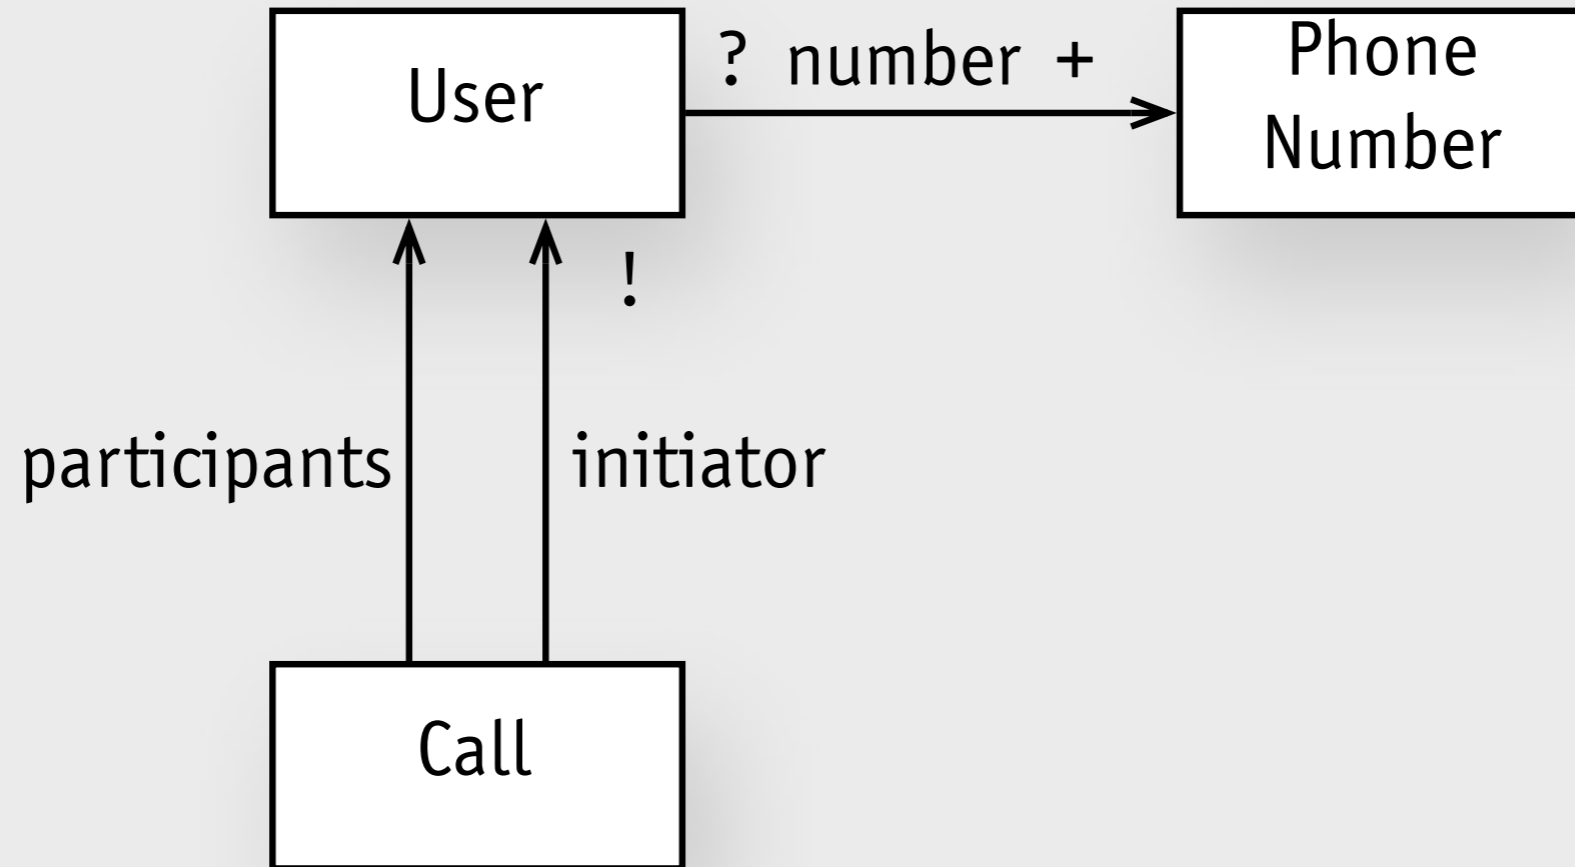 User
? number +
Phone
Number
!
participants
initiator
Call